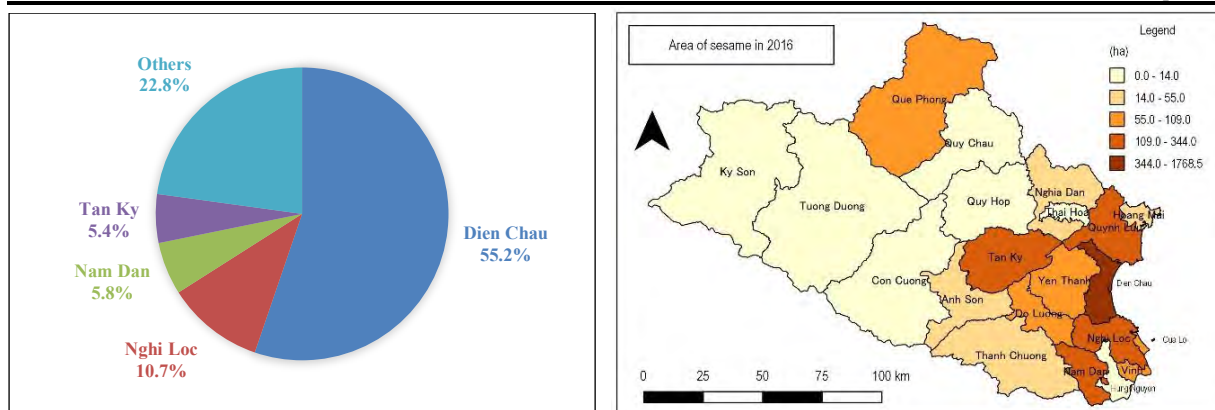 Others
22.8%
Tan Ky
5.4%
Nam Dan
5.8%
Nghi Loc
10.7%
Dien Chau
55.2%
Area of sesame in 2016
Legend
(ha)
0.0 - 14.0
14.0 - 55.0
55.0 - 109.0
109.0 - 344.0
344.0 - 1768.5
Que Phong
Quy Chau
Ky Son
Nghia Dan
Tuong Duong
Quy Hop
Thai Hoa
Hoang Mai
Quynh Luu
Tan Ky
Con Cuong
Yen Thanh
Dien Chau
Anh Son
Do Luong
Nghi Loc
Cua Lo
Thanh Chuong
Nam Dan
Vinh
Hung Nguyen
0 25 50 75 100 km